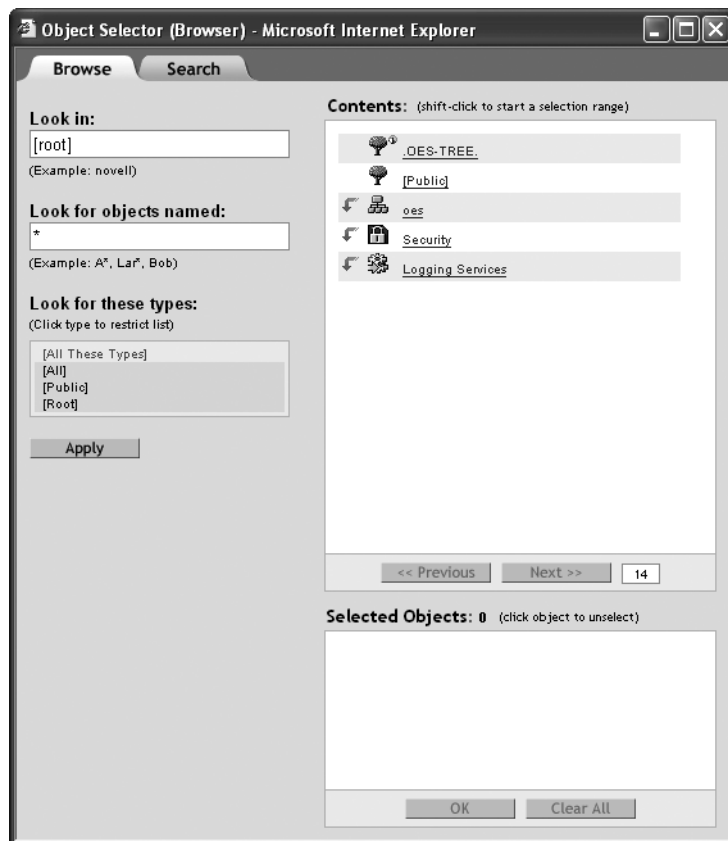 Object Selector (Browser) - Microsoft Internet Explorer
Browse
Search
Look in:
[root]
(Example: novell)
Look for objects named:
*
(Example: A*, Lar*, Bob)
Look for these types:
(Click type to restrict list)
[All These Types]
[All]
[Public]
[Root]
Apply
Contents: (shift-click to start a selection range)
.OES-TREE.
[Public]
oes
Security
Logging Services
<< Previous
Next >>
14
Selected Objects: 0 (click object to unselect)
OK
Clear All